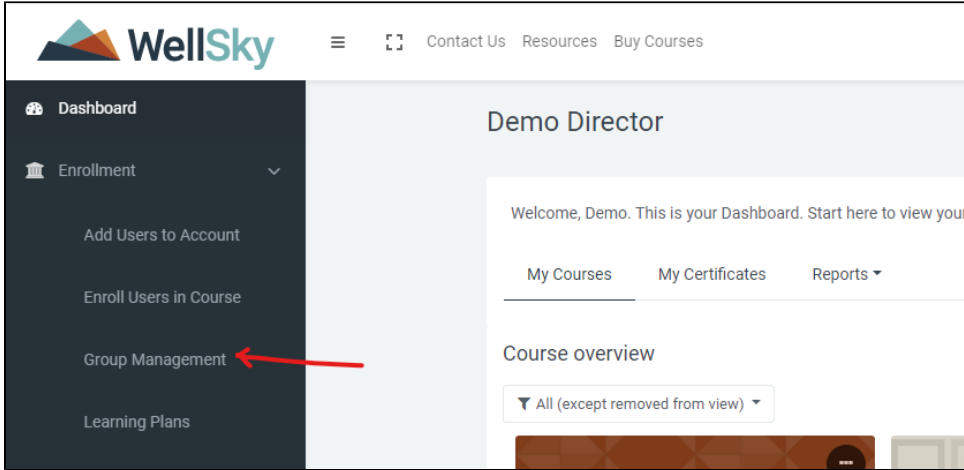 WellSky
Contact Us Resources Buy Courses
Dashboard
Enrollment
Add Users to Account
Enroll Users in Course
Group Management
Learning Plans
Demo Director
Welcome, Demo. This is your Dashboard. Start here to view your
My Courses My Certificates Reports
Course overview
All (except removed from view)